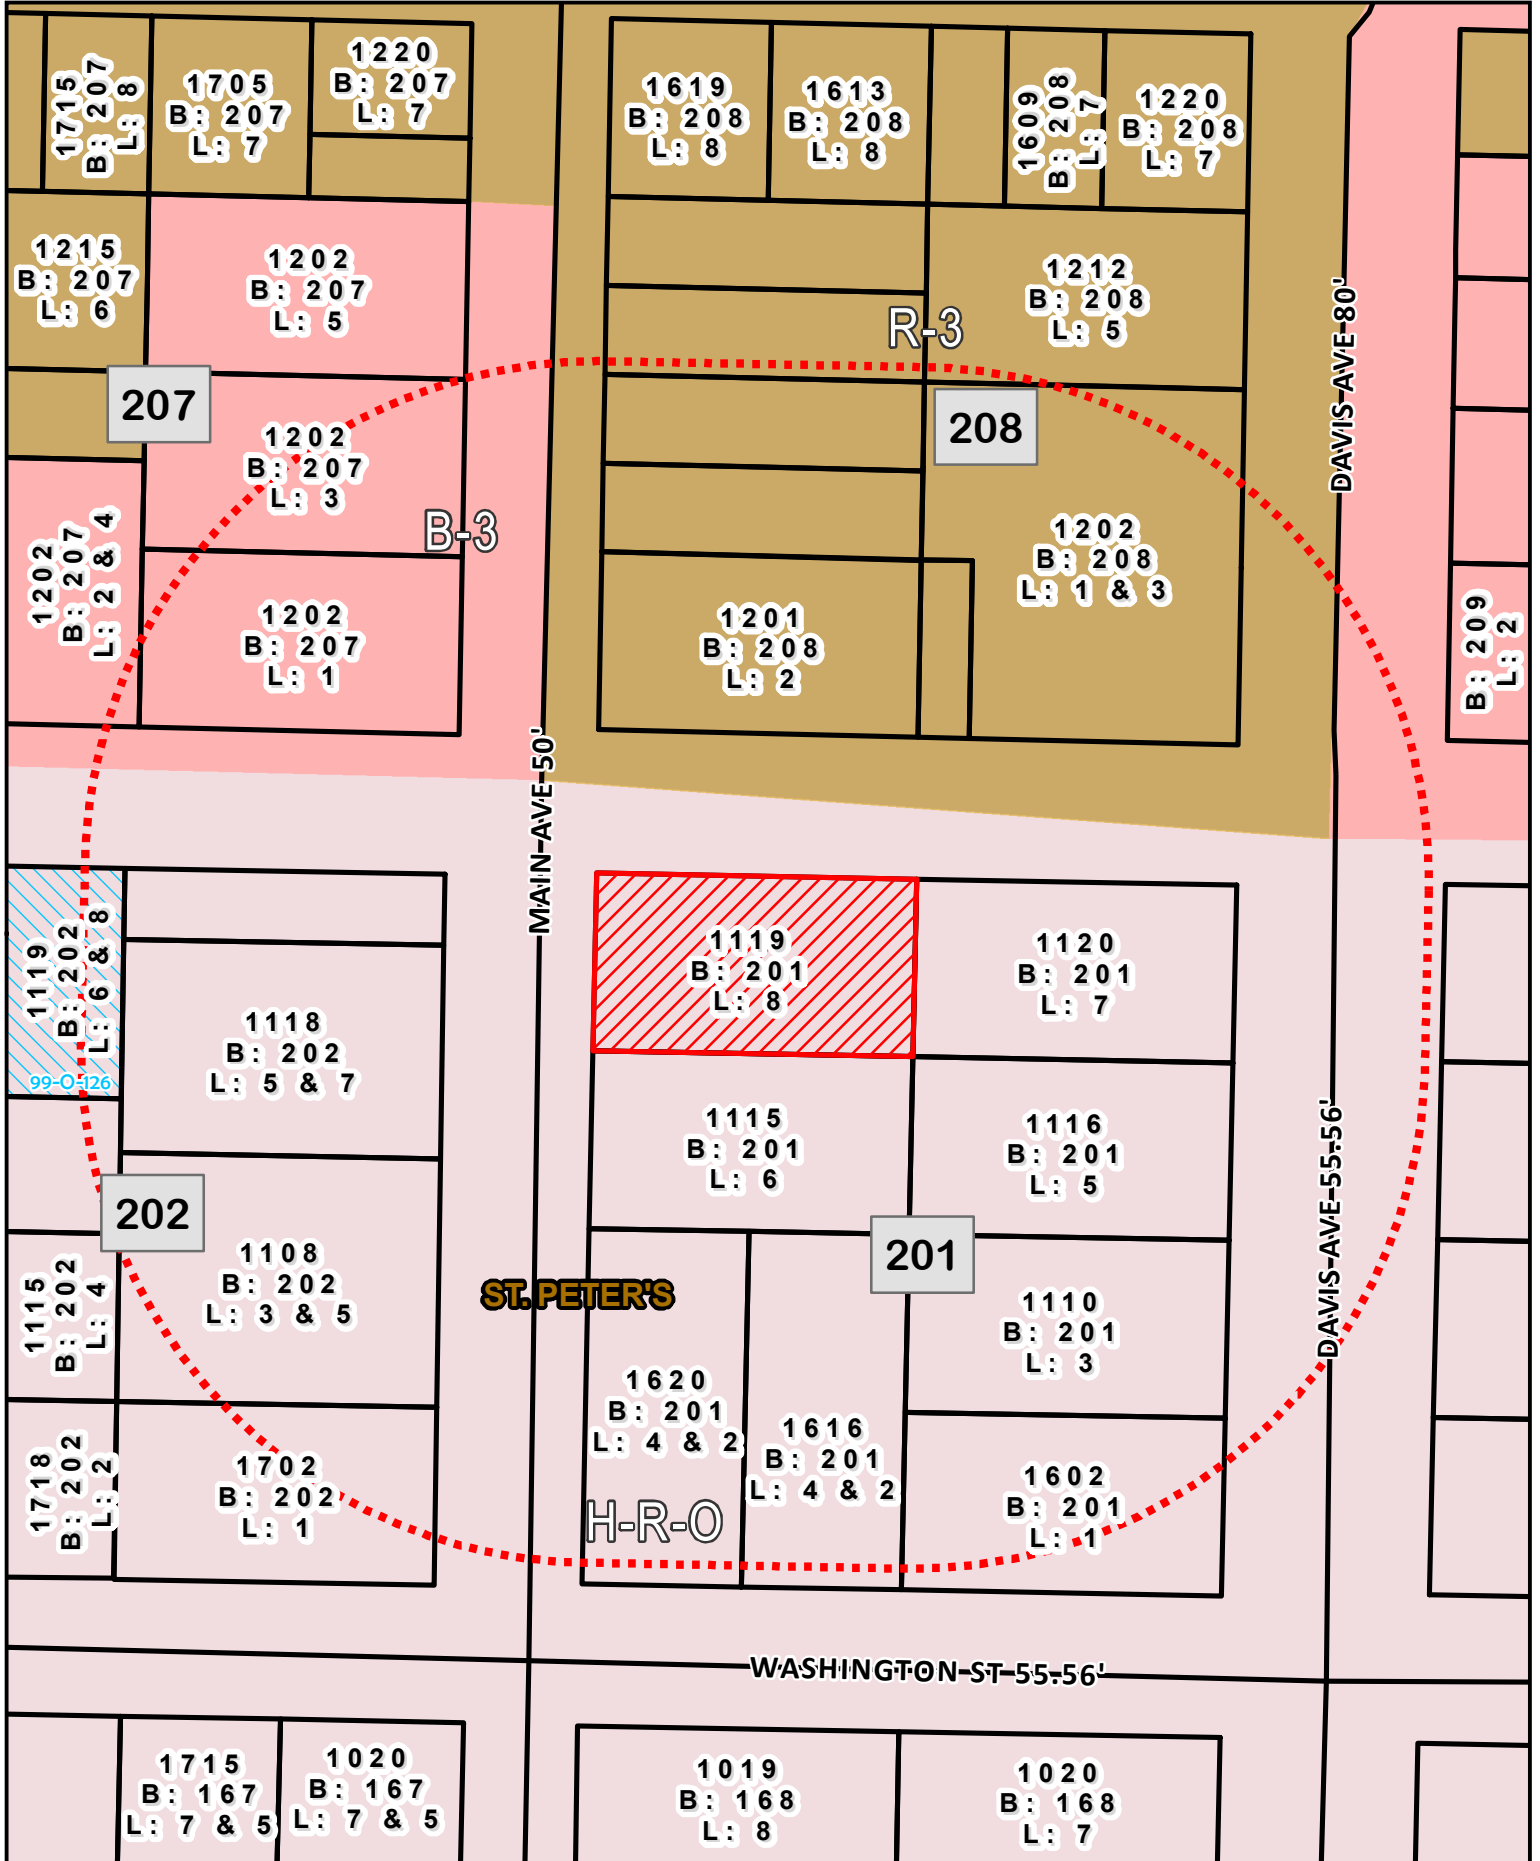 1715
B: 207
L: 8
1705
B: 207
L: 7
1220
B: 207
L: 7
1619
B: 208
L: 8
1613
B: 208
L: 8
1609
B: 208
L: 7
1220
B: 208
L: 7
1215
B: 207
L: 6
1202
B: 207
L: 5
1212
B: 208
L: 5
R-3
DAVIS AVE 80'
207
1202
B: 207
L: 3
208
B-3
1202
B: 207
L: 2 & 4
1202
B: 208
L: 1 & 3
1202
B: 207
L: 1
1201
B: 208
L: 2
B: 209
L: 2
MAIN AVE 50'
1119
B: 202
L: 6 & 8
99-O-126
1118
B: 202
L: 5 & 7
1119
B: 201
L: 8
1120
B: 201
L: 7
1115
B: 201
L: 6
1116
B: 201
L: 5
DAVIS AVE 55.56'
202
1108
B: 202
L: 3 & 5
201
1115
B: 202
L: 4
ST. PETER'S
1110
B: 201
L: 3
1620
B: 201
L: 4 & 2
1616
B: 201
L: 4 & 2
1718
B: 202
L: 2
1702
B: 202
L: 1
H-R-O
1602
B: 201
L: 1
WASHINGTON ST 55.56'
1715
B: 167
L: 7 & 5
1020
B: 167
L: 7 & 5
1019
B: 168
L: 8
1020
B: 168
L: 7